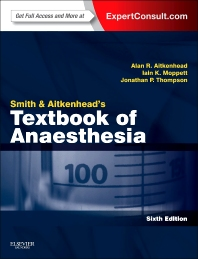 Get Full Access and More at
ExpertConsult.com
Alan R. Aitkenhead
Iain K. Moppett
Jonathan P. Thompson
Smith & Aitkenhead's
Textbook of
Anaesthesia
100
Sixth Edition
ELSEVIER